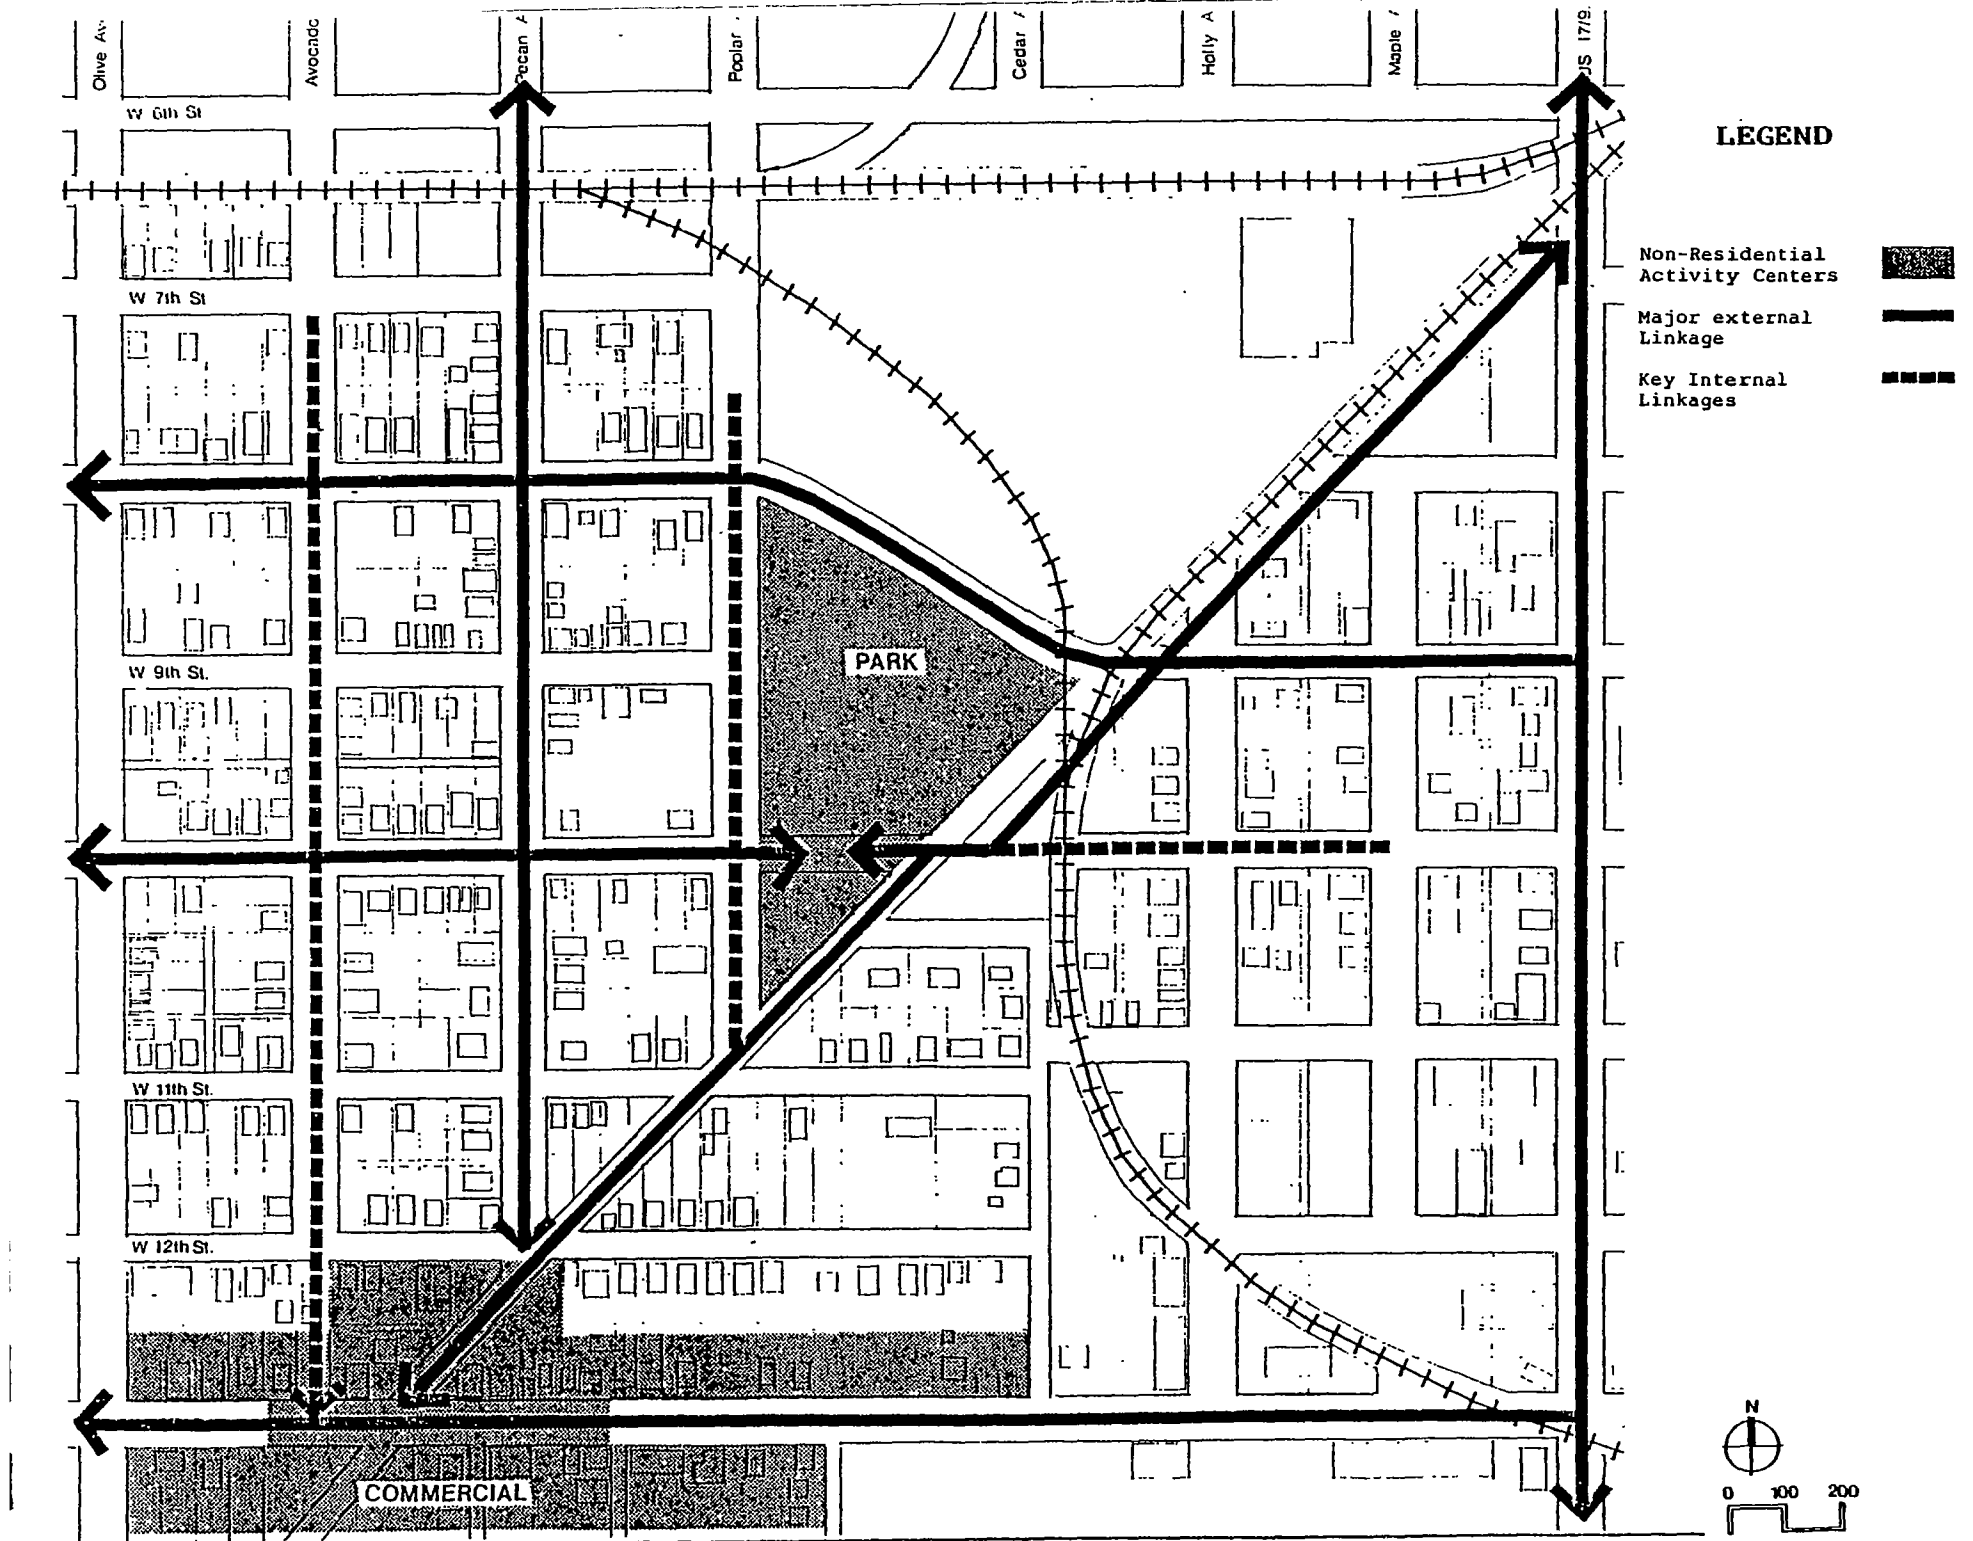 Olive Av
Avocado
Pecan A
Poplar
Cedar A
Holly A
Maple A
US 17/9
W 6th St
LEGEND
W 7th St
Non-Residential
Activity Centers
Major external
Linkage
Key Internal
Linkages
PARK
W 9th St.
W 11th St.
W 12th St.
COMMERCIAL
N
0 100 200